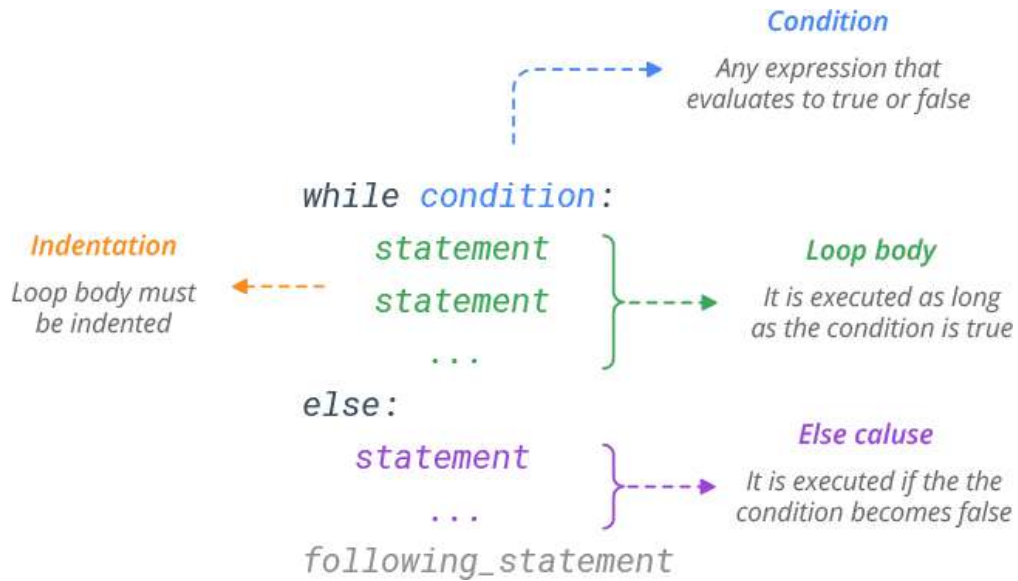 Condition
Any expression that
evaluates to true or false
while condition:
Indentation
Loop body must
be indented
statement
statement
...
Loop body
It is executed as long
as the condition is true
else:
statement
...
Else caluse
It is executed if the the
condition becomes false
following_statement